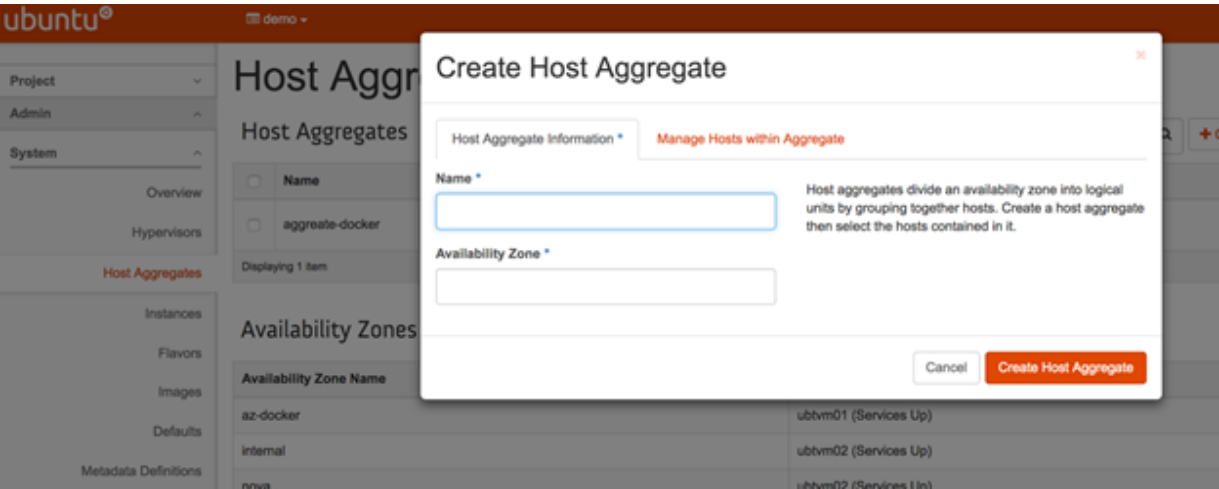 ubuntu®
demo
Project
Admin
System
Overview
Hypervisors
Host Aggregates
Instances
Flavors
Images
Defaults
Metadata Definitions
Host Aggr
Host Aggregates
Name
aggreate-docker
Displaying 1 item
Availability Zones
Availability Zone Name
az-docker
ubtvm01 (Services Up)
internal
ubtvm02 (Services Up)
nova
ubtvm02 (Services Up)
Create Host Aggregate
×
Host Aggregate Information *
Manage Hosts within Aggregate
Name *
Availability Zone *
Host aggregates divide an availability zone into logical
units by grouping together hosts. Create a host aggregate
then select the hosts contained in it.
Cancel
Create Host Aggregate